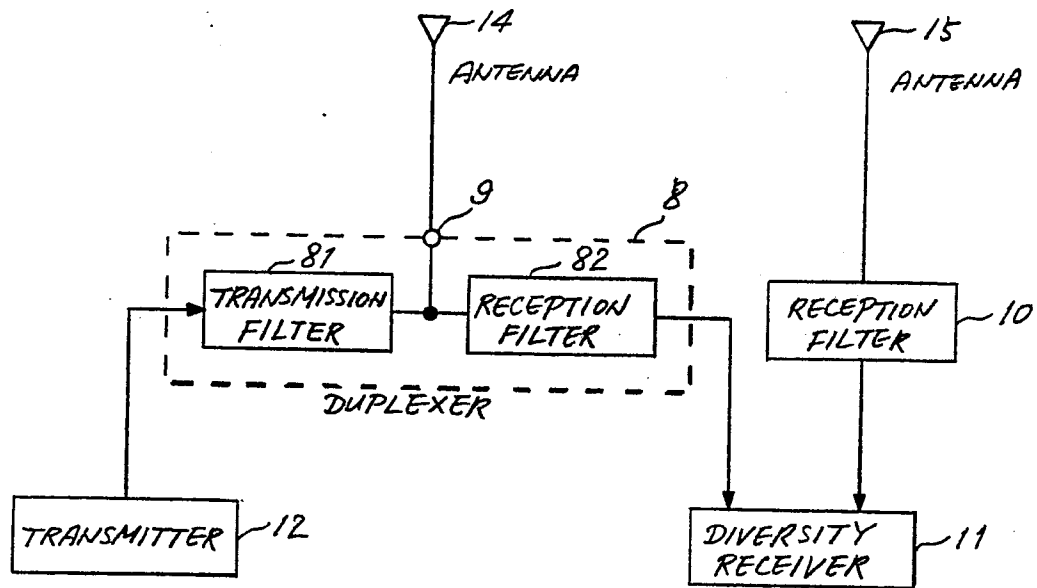 14
ANTENNA
15
ANTENNA
9
8
81
TRANSMISSION
FILTER
82
RECEPTION
FILTER
RECEPTION
FILTER
10
DUPLEXER
TRANSMITTER
12
DIVERSITY
RECEIVER
11